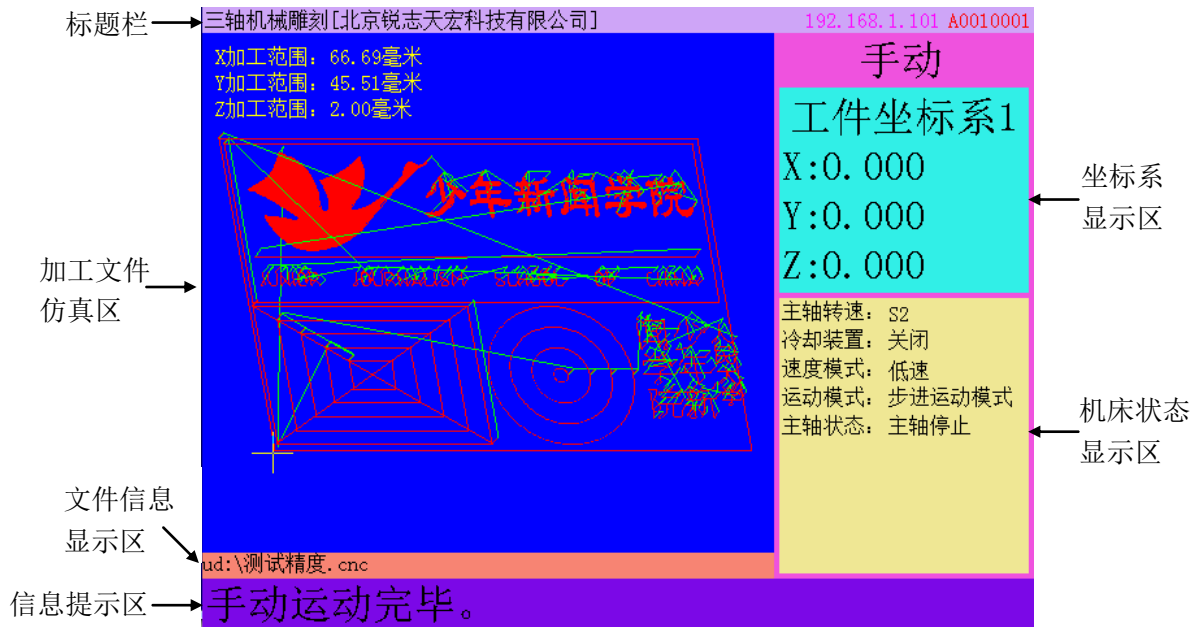 标题栏
三轴机械雕刻[北京锐志天宏科技有限公司]
192.168.1.101 A0010001
X加工范围：66.69毫米
Y加工范围：45.51毫米
Z加工范围：2.00毫米
少年新闻学院
手动
工件坐标系1
X:0.000
Y:0.000
Z:0.000
坐标系
显示区
加工文件
仿真区
主轴转速：S2
冷却装置：关闭
速度模式：低速
运动模式：步进运动模式
主轴状态：主轴停止
机床状态
显示区
文件信息
显示区
ud:\测试精度.cnc
信息提示区
手动运动完毕。